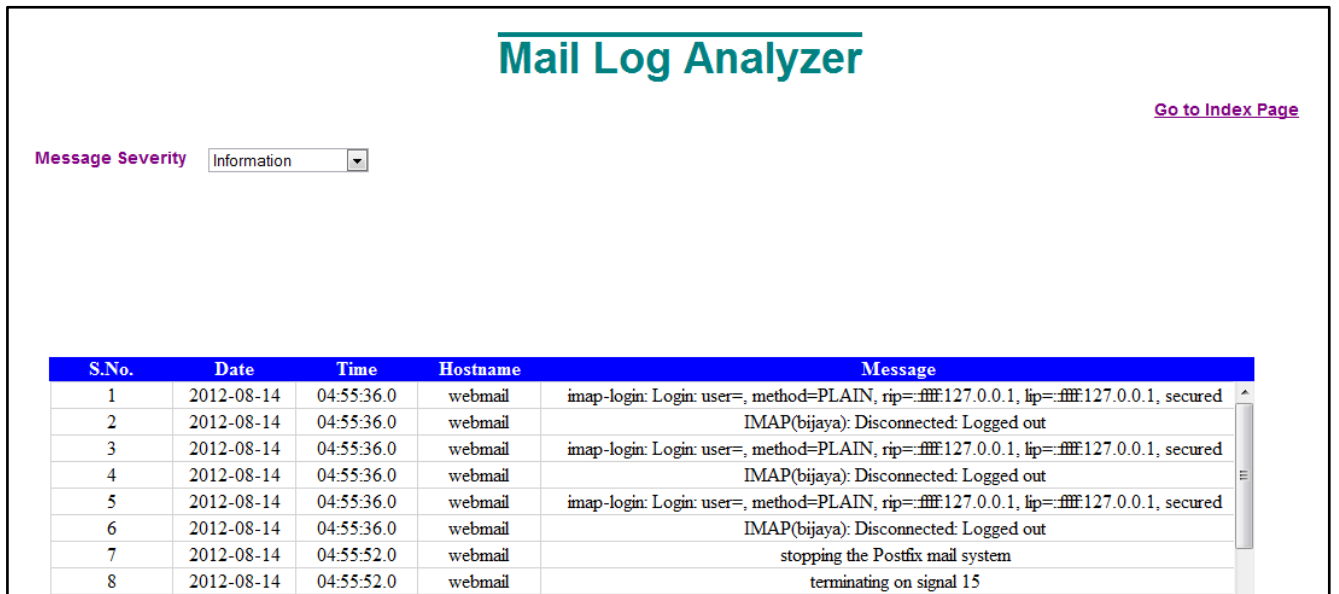 Mail Log Analyzer
Go to Index Page
Message Severity Information
S.No. Date Time Hostname Message
1 2012-08-14 04:55:36.0 webmail imap-login: Login: user=, method=PLAIN, rip=::ffff:127.0.0.1, lip=::ffff:127.0.0.1, secured
2 2012-08-14 04:55:36.0 webmail IMAP(bijaya): Disconnected: Logged out
3 2012-08-14 04:55:36.0 webmail imap-login: Login: user=, method=PLAIN, rip=::ffff:127.0.0.1, lip=::ffff:127.0.0.1, secured
4 2012-08-14 04:55:36.0 webmail IMAP(bijaya): Disconnected: Logged out
5 2012-08-14 04:55:36.0 webmail imap-login: Login: user=, method=PLAIN, rip=::ffff:127.0.0.1, lip=::ffff:127.0.0.1, secured
6 2012-08-14 04:55:36.0 webmail IMAP(bijaya): Disconnected: Logged out
7 2012-08-14 04:55:52.0 webmail stopping the Postfix mail system
8 2012-08-14 04:55:52.0 webmail terminating on signal 15